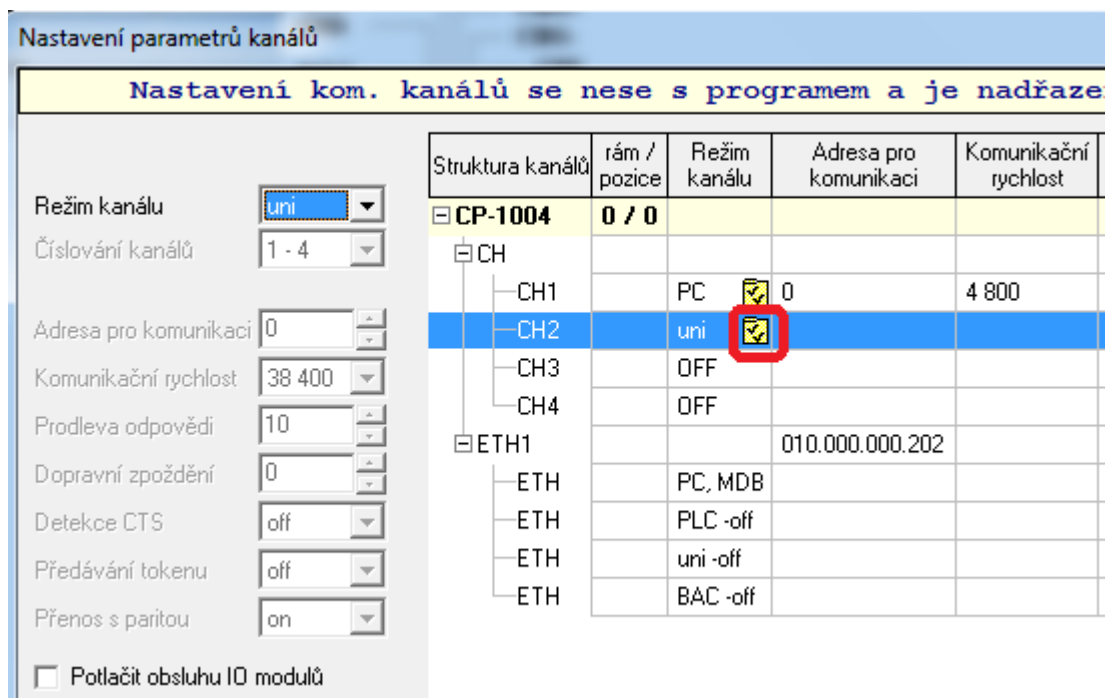 Nastavení parametrů kanálů
Nastavení kom. kanálů se nese s programem a je nadřaze
Režim kanálu uni
Číslování kanálů 1 - 4
Adresa pro komunikaci 0
Komunikační rychlost 38 400
Prodleva odpovědi 10
Dopravní zpoždění 0
Detekce CTS off
Předávání tokenu off
Přenos s paritou on
Potlačit obsluhu IO modulů
Struktura kanálů rám / pozice Režim kanálu Adresa pro komunikaci Komunikační rychlost
CP-1004 0 / 0
CH
CH1 PC 0 4 800
CH2 uni
CH3 OFF
CH4 OFF
ETH1 010.000.000.202
ETH PC, MDB
ETH PLC -off
ETH uni -off
ETH BAC -off